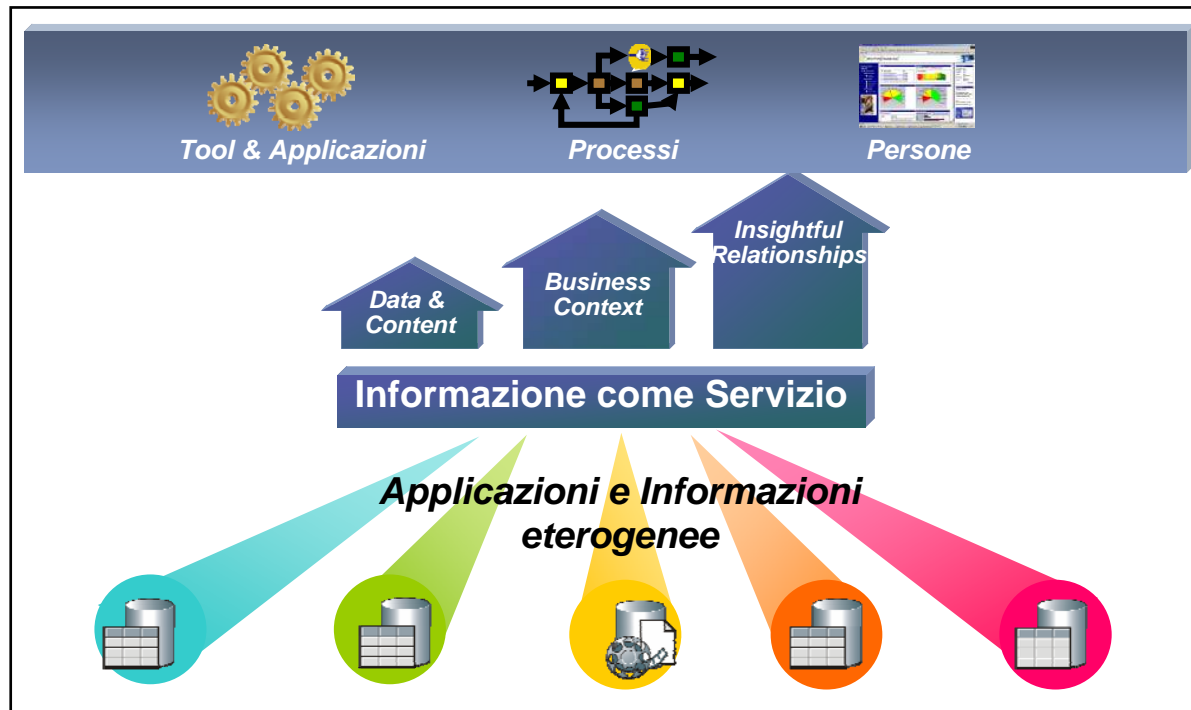 Tool & Applicazioni
Processi
Persone
Data &
Content
Business
Context
Insightful
Relationships
Informazione come Servizio
Applicazioni e Informazioni
eterogenee